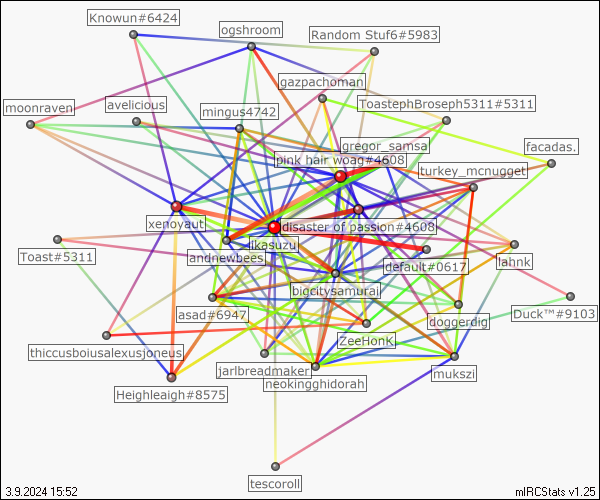 Knowun#6424
ogshroom
Random Stuf6#5983
gazpachoman
moonraven
avelicious
mingus4742
ToastephBroseph5311#5311
gregor_samsa
facadas.
pink hair woag#4608
turkey_mcnugget
xenoyaut
disaster of passion#4608
Toast#5311
andnewbees
ikasuzu
default#0617
lahnk
bigcitysamurai
asad#6947
doggerdig
Duck™#9103
thiccusboiusalexusjoneus
ZeeHonK
Heighleaigh#8575
jarlbreadmaker
neokingghidorah
mukszi
tescoroll
3.9.2024 15:52
mIRCStats v1.25